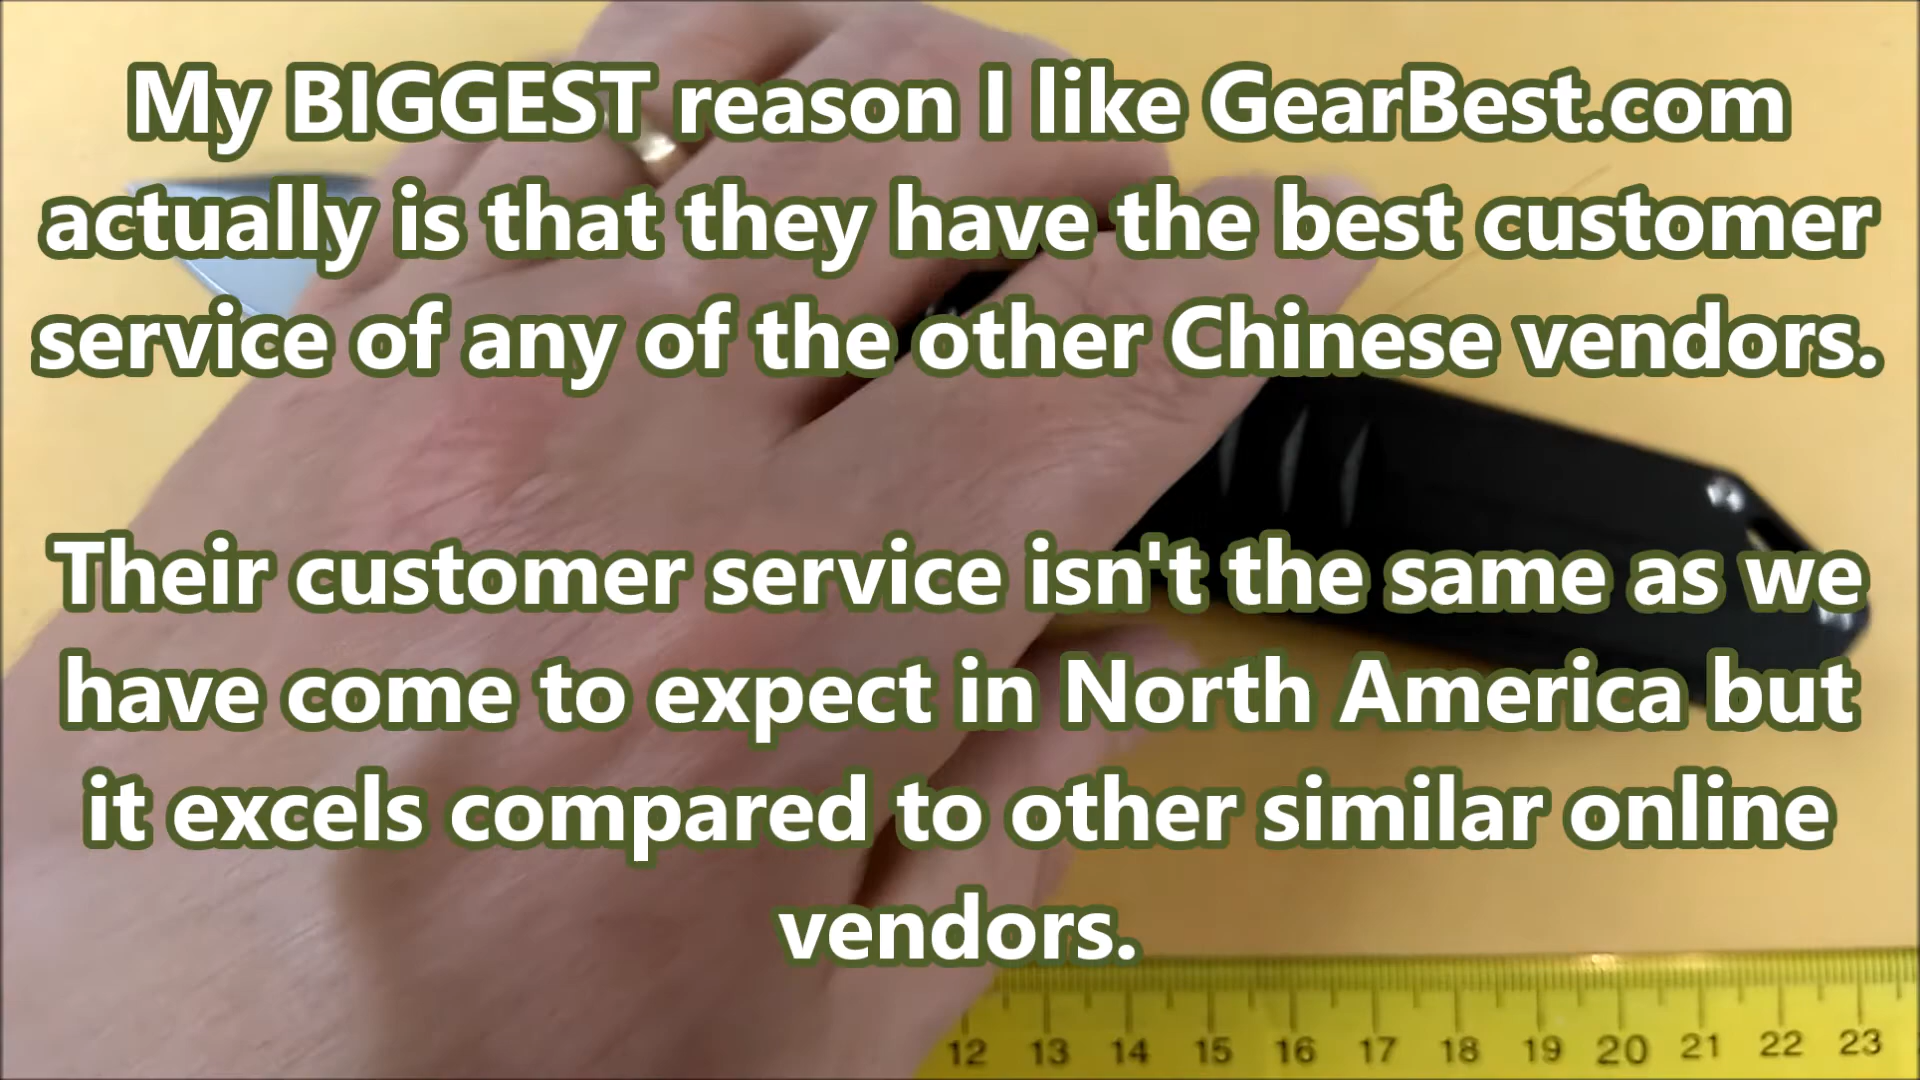 My BIGGEST reason I like GearBest.com
actually is that they have the best customer
service of any of the other Chinese vendors.
Their customer service isn't the same as we
have come to expect in North America but
it excels compared to other similar online
vendors.
12 13 14 15 16 17 18 19 20 21 22 23